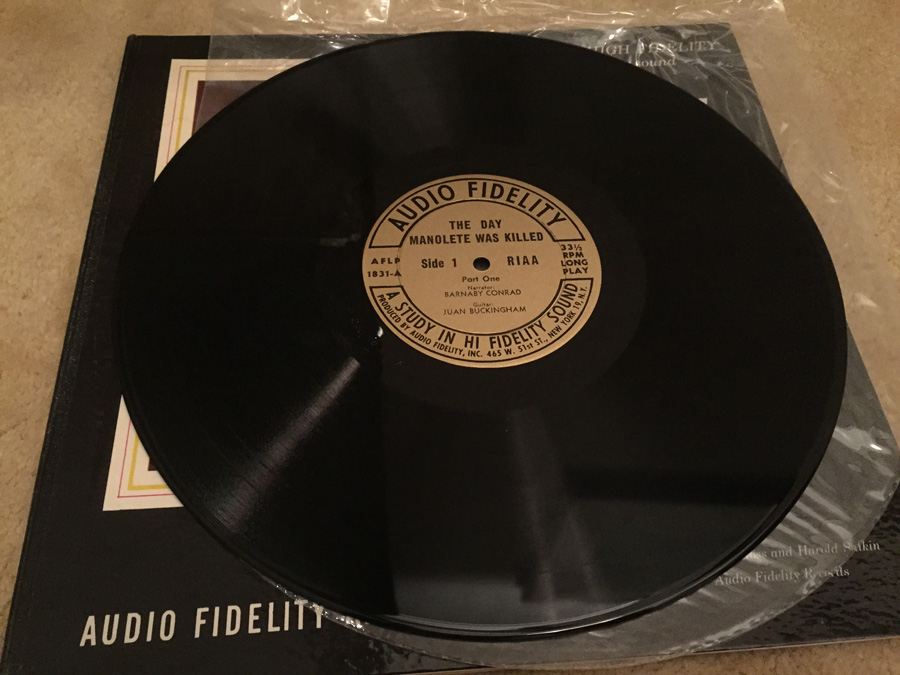 HIGH FIDELITY
sound
AUDIO FIDELITY
THE DAY
MANOLETE WAS KILLED
AFLP
1831-A
Side 1
RIAA
33⅓
RPM
LONG
PLAY
Part One
Narrator:
BARNABY CONRAD
Guitar:
JUAN BUCKINGHAM
A STUDY IN HI FIDELITY SOUND
PRODUCED BY AUDIO FIDELITY, INC. 465 W. 51st ST., NEW YORK 19, N.Y.
and Harold
Audio Fidelity Records
AUDIO FIDELITY